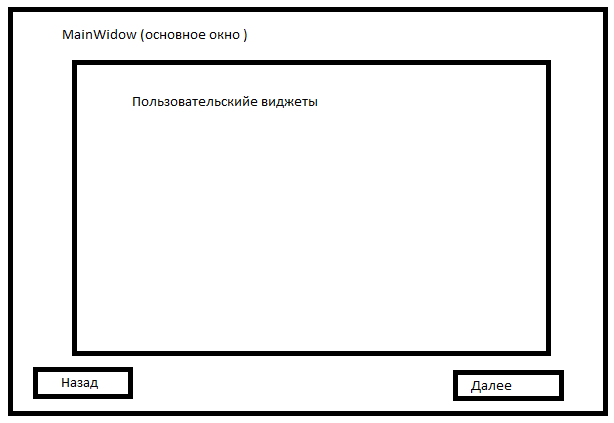 MainWidow (основное окно )
Пользовательскийе виджеты
Назад
Далее